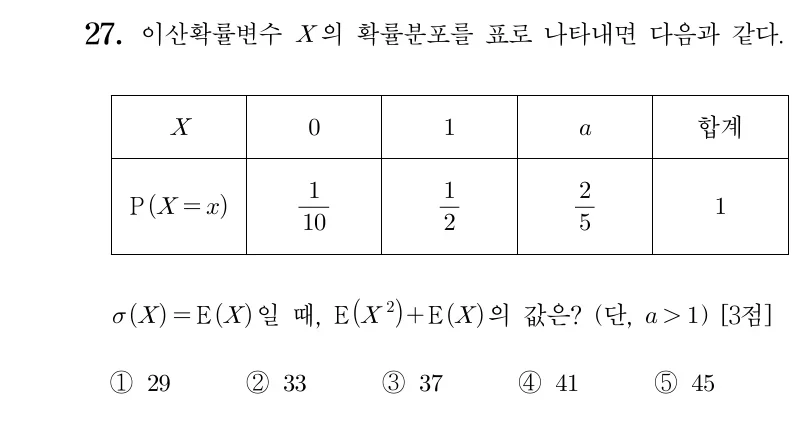 27. 이산확률변수 X의 확률분포를 표로 나타내면 다음과 같다.
X 0 1 a 합계
P(X=x) 1/10 1/2 2/5 1
σ(X)=E(X)일 때, E(X²)+E(X)의 값은? (단, a>1) [3점]
① 29 ② 33 ③ 37 ④ 41 ⑤ 45